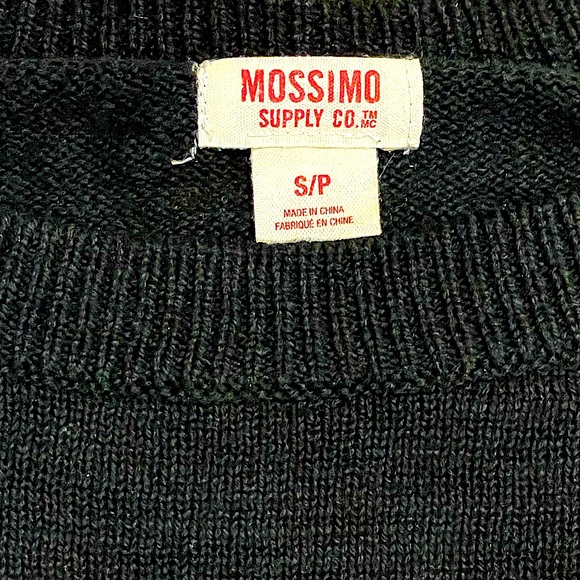 MOSSIMO
SUPPLY CO.™ MC
S/P
MADE IN CHINA
FABRIQUÉ EN CHINE